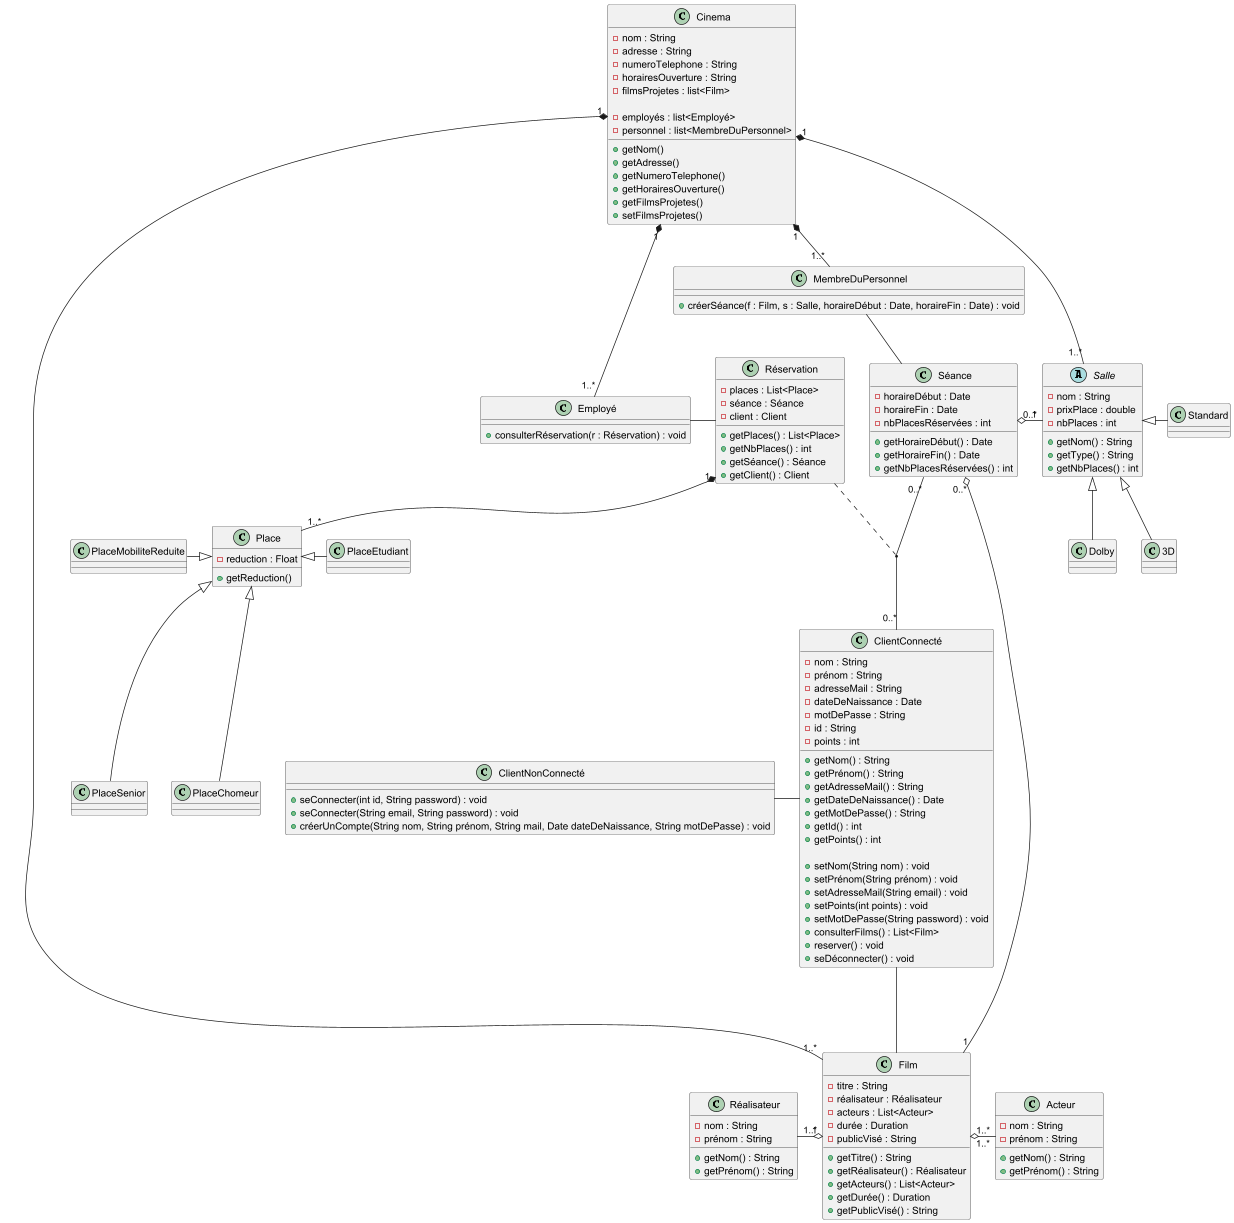 C Cinema
nom : String
adresse : String
numeroTelephone : String
horairesOuverture : String
filmsProjetes : list<Film>
employés : list<Employé>
personnel : list<MembreDuPersonnel>
getNom()
getAdresse()
getNumeroTelephone()
getHorairesOuverture()
getFilmsProjetes()
setFilmsProjetes()
1
1
1
1
1..*
C MembreDuPersonnel
créerSéance(f : Film, s : Salle, horaireDébut : Date, horaireFin : Date) : void
1..*
1..*
C Employé
consulterRéservation(r : Réservation) : void
C Réservation
places : List<Place>
séance : Séance
client : Client
getPlaces() : List<Place>
getNbPlaces() : int
getSéance() : Séance
getClient() : Client
C Séance
horaireDébut : Date
horaireFin : Date
nbPlacesRéservées : int
getHoraireDébut() : Date
getHoraireFin() : Date
getNbPlacesRéservées() : int
A Salle
nom : String
prixPlace : double
nbPlaces : int
getNom() : String
getType() : String
getNbPlaces() : int
C Standard
1
1..*
0..*
0..*
C Place
reduction : Float
getReduction()
C PlaceMobiliteReduite
C PlaceEtudiant
C Dolby
C 3D
0..*
C ClientConnecté
nom : String
prénom : String
adresseMail : String
dateDeNaissance : Date
motDePasse : String
id : String
points : int
getNom() : String
getPrénom() : String
getAdresseMail() : String
getDateDeNaissance() : Date
getMotDePasse() : String
getId() : int
getPoints() : int
setNom(String nom) : void
setPrénom(String prénom) : void
setAdresseMail(String email) : void
setPoints(int points) : void
setMotDePasse(String password) : void
consulterFilms() : List<Film>
reserver() : void
seDéconnecter() : void
C ClientNonConnecté
seConnecter(int id, String password) : void
seConnecter(String email, String password) : void
créerUnCompte(String nom, String prénom, String mail, Date dateDeNaissance, String motDePasse) : void
C PlaceSenior
C PlaceChomeur
1..*
1
C Film
titre : String
réalisateur : Réalisateur
acteurs : List<Acteur>
durée : Duration
publicVisé : String
getTitre() : String
getRéalisateur() : Réalisateur
getActeurs() : List<Acteur>
getDurée() : Duration
getPublicVisé() : String
C Réalisateur
nom : String
prénom : String
getNom() : String
getPrénom() : String
C Acteur
nom : String
prénom : String
getNom() : String
getPrénom() : String
1..*
1..*